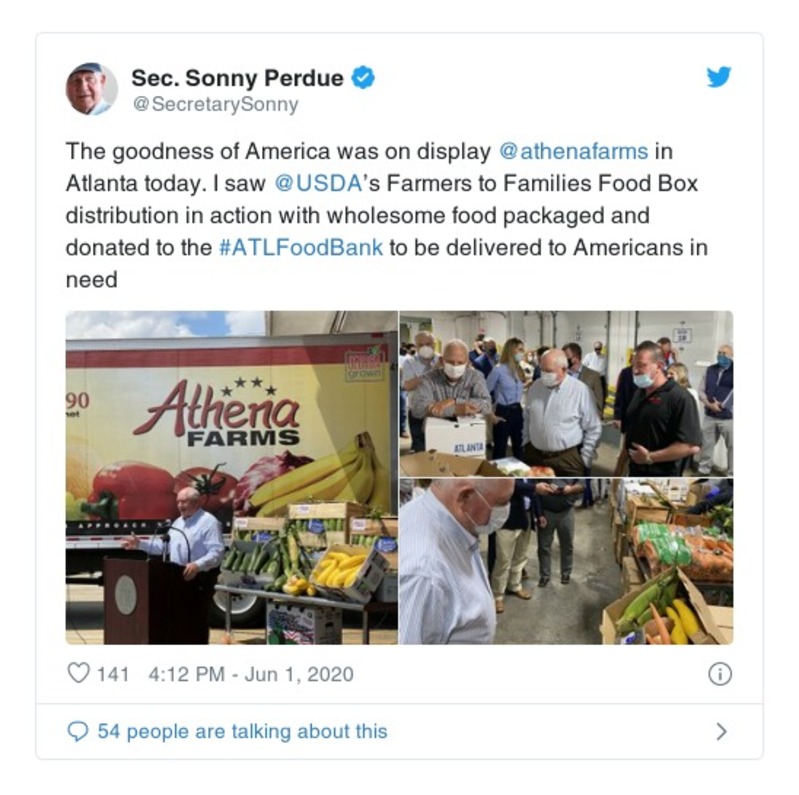 Sec. Sonny Perdue
@SecretarySonny
The goodness of America was on display @athenafarms in
Atlanta today. I saw @USDA's Farmers to Families Food Box
distribution in action with wholesome food packaged and
donated to the #ATLFoodBank to be delivered to Americans in
need
90
grown
Athena
FARMS
APPROACH
ATLANTA
141 4:12 PM - Jun 1, 2020
54 people are talking about this